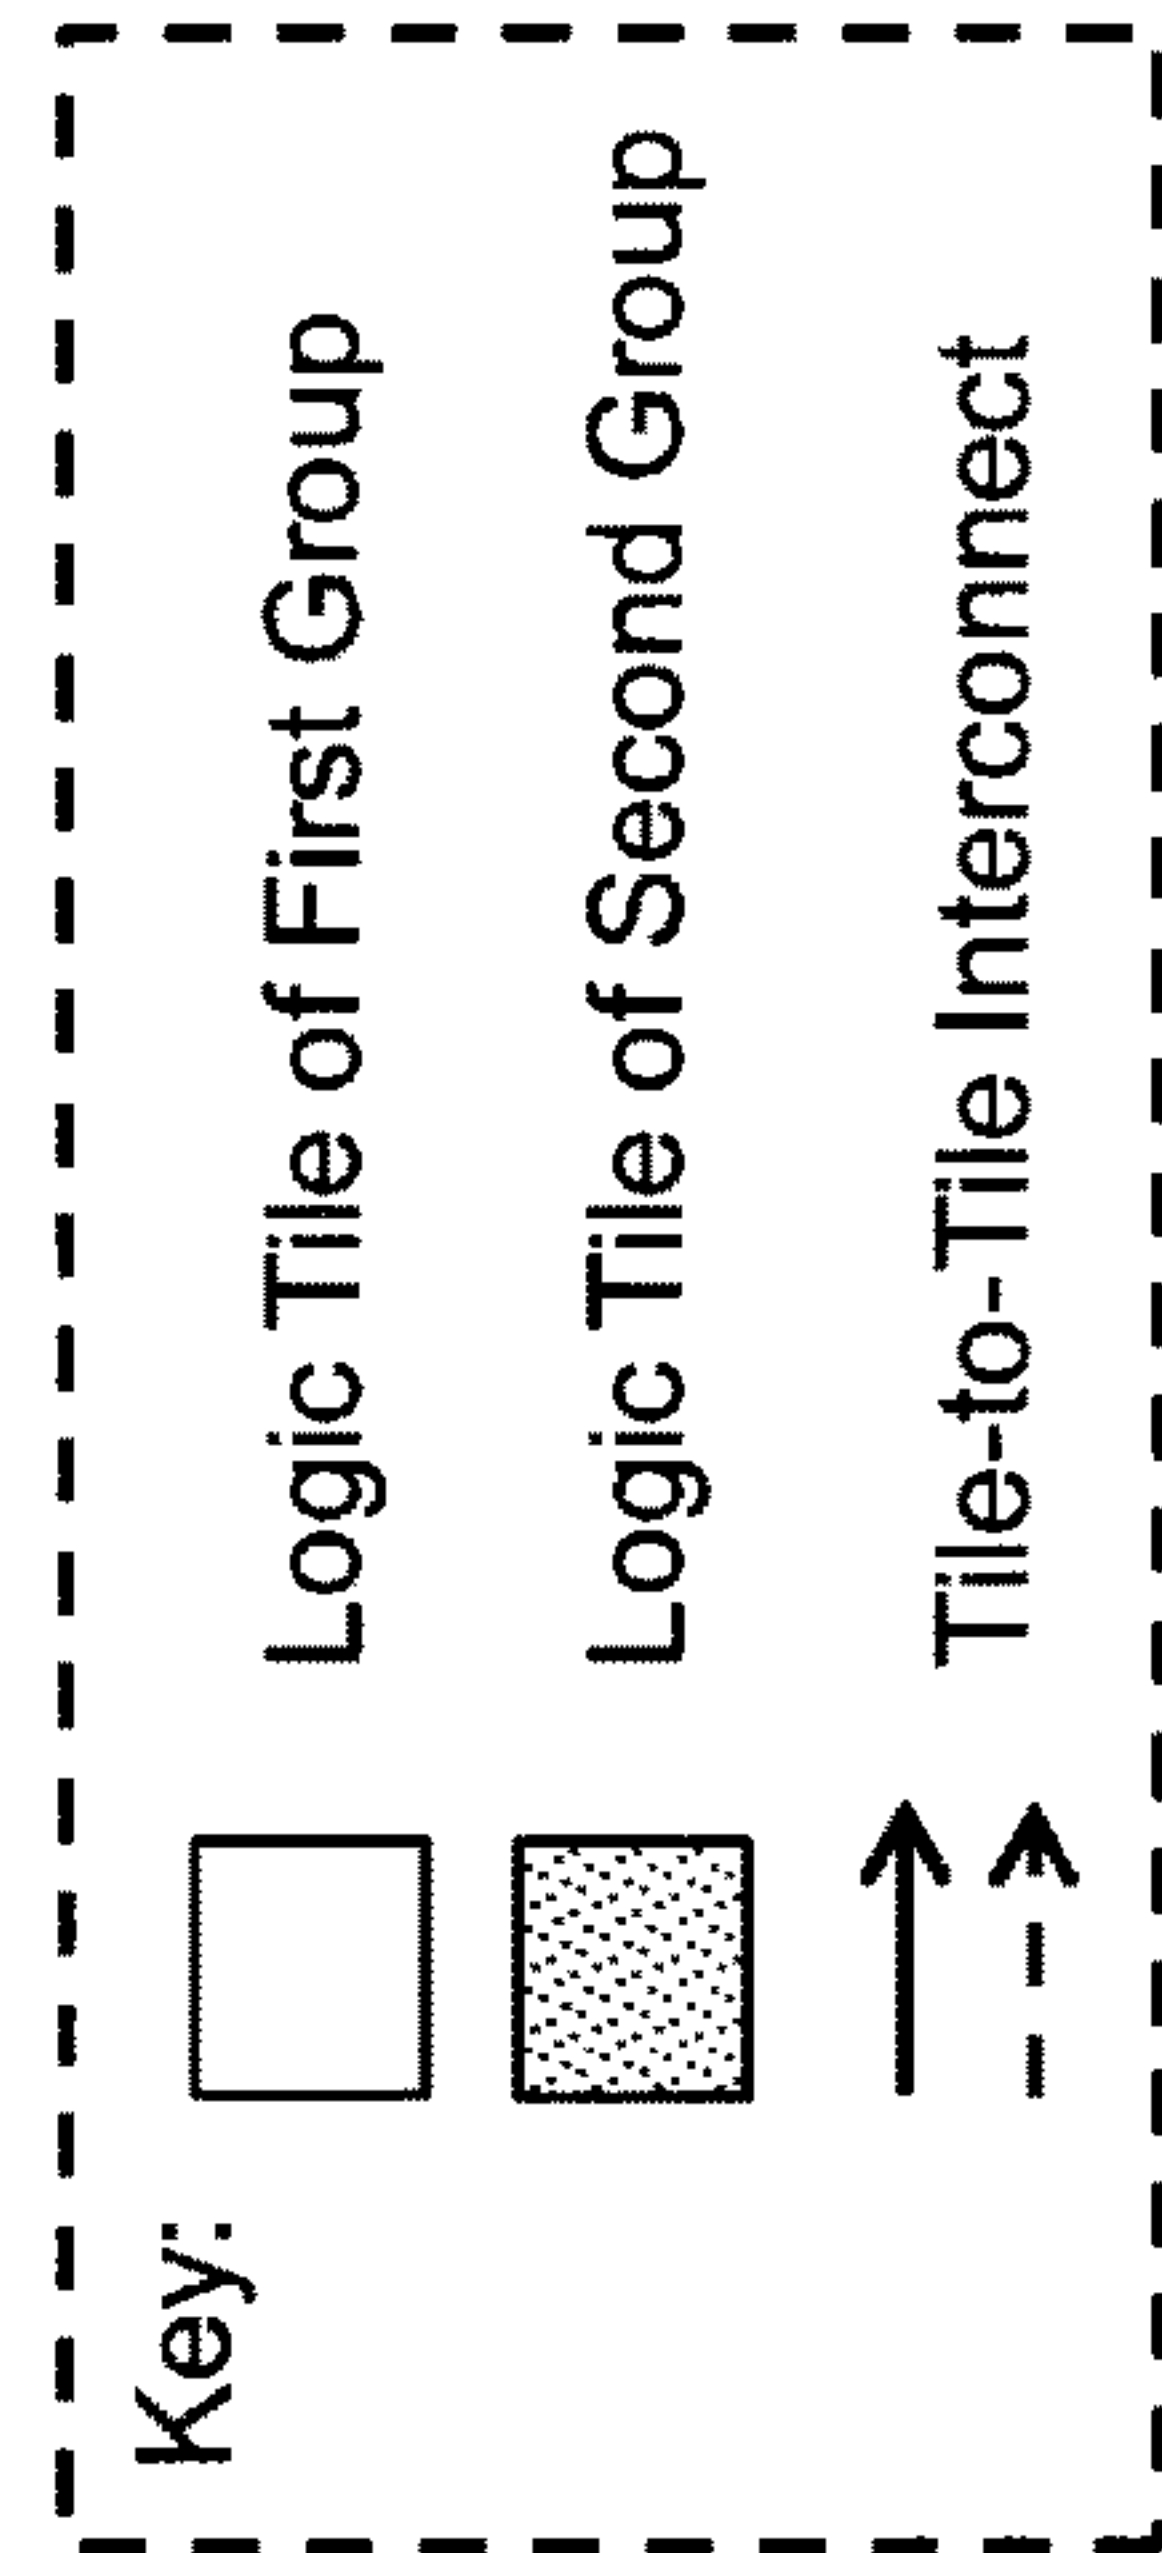 Key:
Logic Tile of First Group
Logic Tile of Second Group
Tile-to-Tile Interconnect